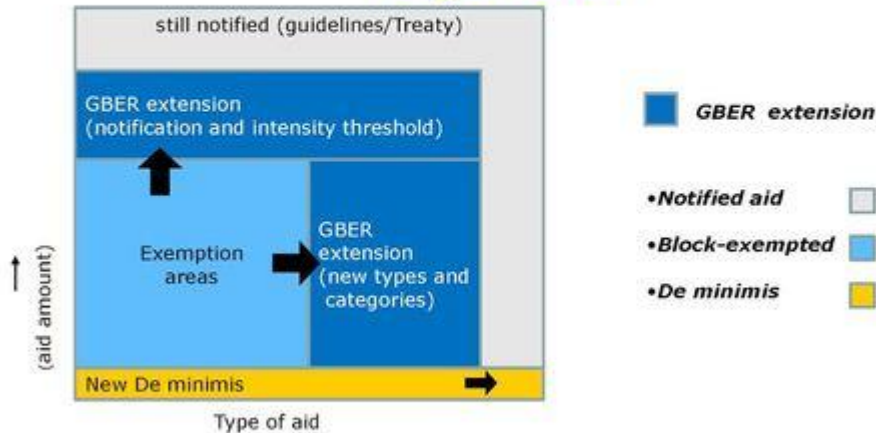 still notified (guidelines/Treaty)
GBER extension
(notification and intensity threshold)
Exemption
areas
GBER
extension
(new types and
categories)
New De minimis
(aid amount)
Type of aid
GBER extension
•Notified aid
•Block-exempted
•De minimis